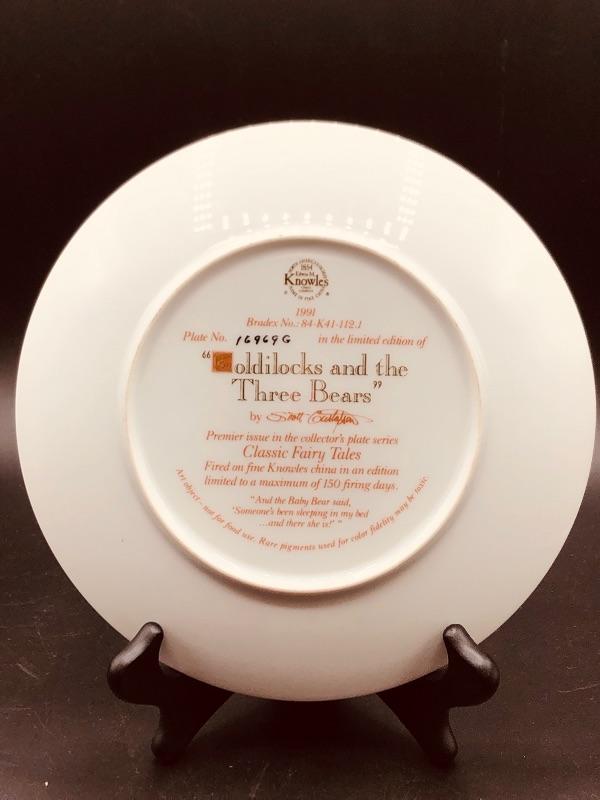 1854
Edwin M.
Knowles
1991
Bradex No.: 84-K41-112.1
Plate No. 16969G in the limited edition of
“Goldilocks and the
Three Bears”
by Scott Gustafson
Premier issue in the collector's plate series
Classic Fairy Tales
Fired on fine Knowles china in an edition
limited to a maximum of 150 firing days.
“And the Baby Bear said,
‘Someone's been sleeping in my bed
...and there she is!’ ”
Art object - not for food use. Rare pigments used for color fidelity may be toxic.